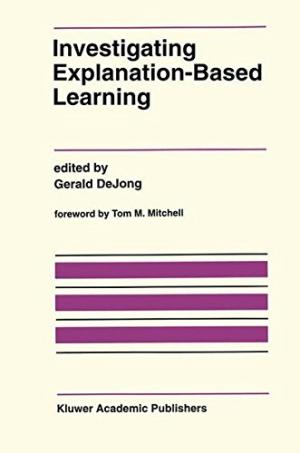 Investigating
Explanation-Based
Learning
edited by
Gerald DeJong
foreword by Tom M. Mitchell
Kluwer Academic Publishers